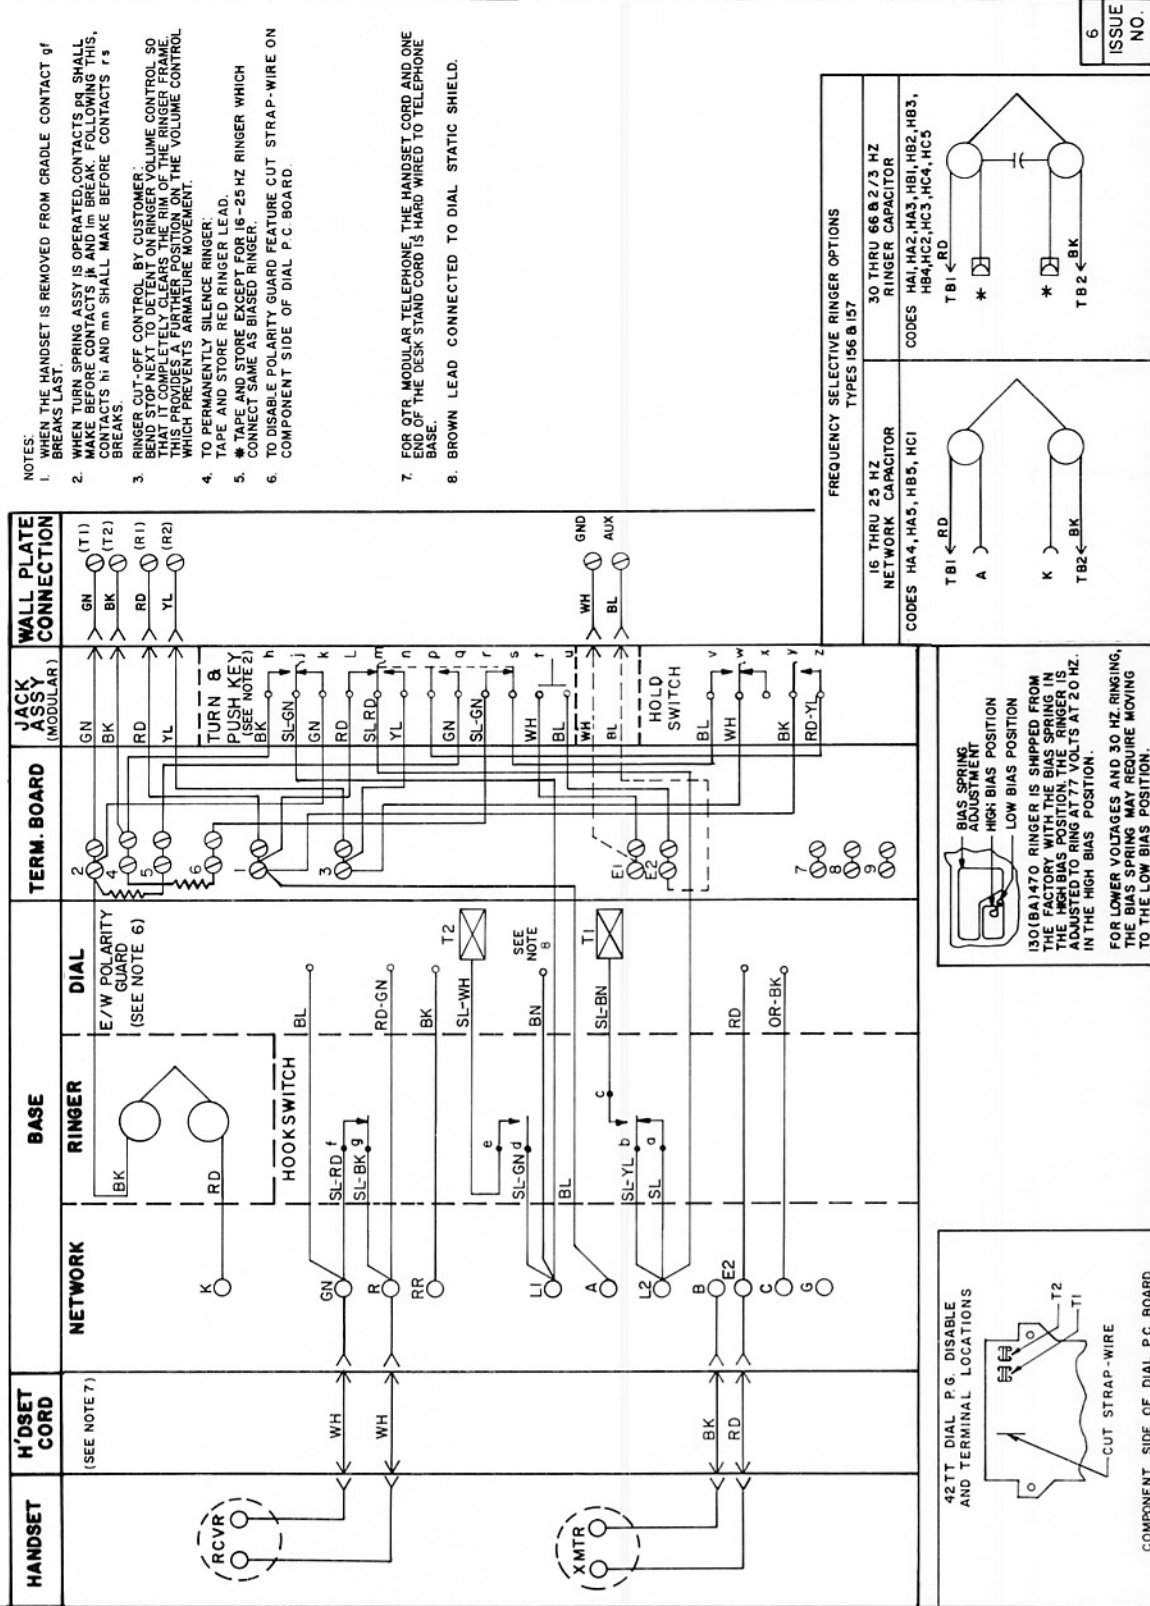 NOTES:
1. WHEN THE HANDSET IS REMOVED FROM CRADLE CONTACT gf
BREAKS LAST.
2. WHEN TURN SPRING ASSY IS OPERATED,CONTACTS pq SHALL
MAKE BEFORE CONTACTS jk AND lm BREAK. FOLLOWING THIS,
CONTACTS hi AND mn SHALL MAKE BEFORE CONTACTS rs
BREAKS.
3. RINGER CUT-OFF CONTROL BY CUSTOMER:
BEND STOP NEXT TO DETENT ON RINGER VOLUME CONTROL SO
THAT IT COMPLETELY CLEARS THE RIM OF THE RINGER FRAME.
THIS PROVIDES A FURTHER POSITION ON THE VOLUME CONTROL
WHICH PREVENTS ARMATURE MOVEMENT.
4. TO PERMANENTLY SILENCE RINGER:
TAPE AND STORE RED RINGER LEAD.
5. * TAPE AND STORE EXCEPT FOR 16-25 HZ RINGER WHICH
CONNECT SAME AS BIASED RINGER.
6. TO DISABLE POLARITY GUARD FEATURE CUT STRAP-WIRE ON
COMPONENT SIDE OF DIAL P.C. BOARD.
7. FOR QTR. MODULAR TELEPHONE, THE HANDSET CORD AND ONE
END OF THE DESK STAND CORD IS HARD WIRED TO TELEPHONE
BASE.
8. BROWN LEAD CONNECTED TO DIAL STATIC SHIELD.
HANDSET
H'DSET
CORD
BASE
TERM. BOARD
JACK
ASSY
(MODULAR)
WALL PLATE
CONNECTION
NETWORK
RINGER
DIAL
(SEE NOTE 7)
E/W POLARITY
GUARD
(SEE NOTE 6)
HOOKSWITCH
TURN &
PUSH KEY
(SEE NOTE 2)
HOLD
SWITCH
RCVR
XMTR
WH
WH
BK
RD
K
GN
R
RR
L1
A
L2
B
E2
C
G
BK
RD
SL-RD f
SL-BK g
e
SL-GN d
BL
c
SL-YL b
SL a
BL
RD-GN
BK
SL-WH
T2
BN
SEE
NOTE
8
SL-BN
T1
RD
OR-BK
2
4
5
6
1
3
E1
E2
7
8
9
GN
BK
RD
YL
BK h
SL-GN j
GN k
RD L
SL RD m
YL n
p
GN q
SL-GN r
s
WH t
BL u
WH
BL
BL v
WH w
x
BK y
RD-YL z
GN (T1)
BK (T2)
RD (R1)
YL (R2)
WH GND
BL AUX
42 TT DIAL P.G. DISABLE
AND TERMINAL LOCATIONS
T2
T1
CUT STRAP-WIRE
COMPONENT SIDE OF DIAL P.C. BOARD
BIAS SPRING
ADJUSTMENT
HIGH BIAS POSITION
LOW BIAS POSITION
130(BA)470 RINGER IS SHIPPED FROM
THE FACTORY WITH THE BIAS SPRING IN
THE HIGH BIAS POSITION. THE RINGER IS
ADJUSTED TO RING AT 77 VOLTS AT 20 HZ.
IN THE HIGH BIAS POSITION.
FOR LOWER VOLTAGES AND 30 HZ. RINGING,
THE BIAS SPRING MAY REQUIRE MOVING
TO THE LOW BIAS POSITION.
FREQUENCY SELECTIVE RINGER OPTIONS
TYPES 156 & 157
16 THRU 25 HZ
NETWORK CAPACITOR
CODES HA4, HA5, HB5, HC1
TB1 RD
A
K
TB2 BK
30 THRU 66 & 2/3 HZ
RINGER CAPACITOR
CODES HA1, HA2, HA3, HB1, HB2, HB3,
HB4, HC2, HC3, HC4, HC5
TB1 RD
*
*
TB2 BK
6
ISSUE
NO.